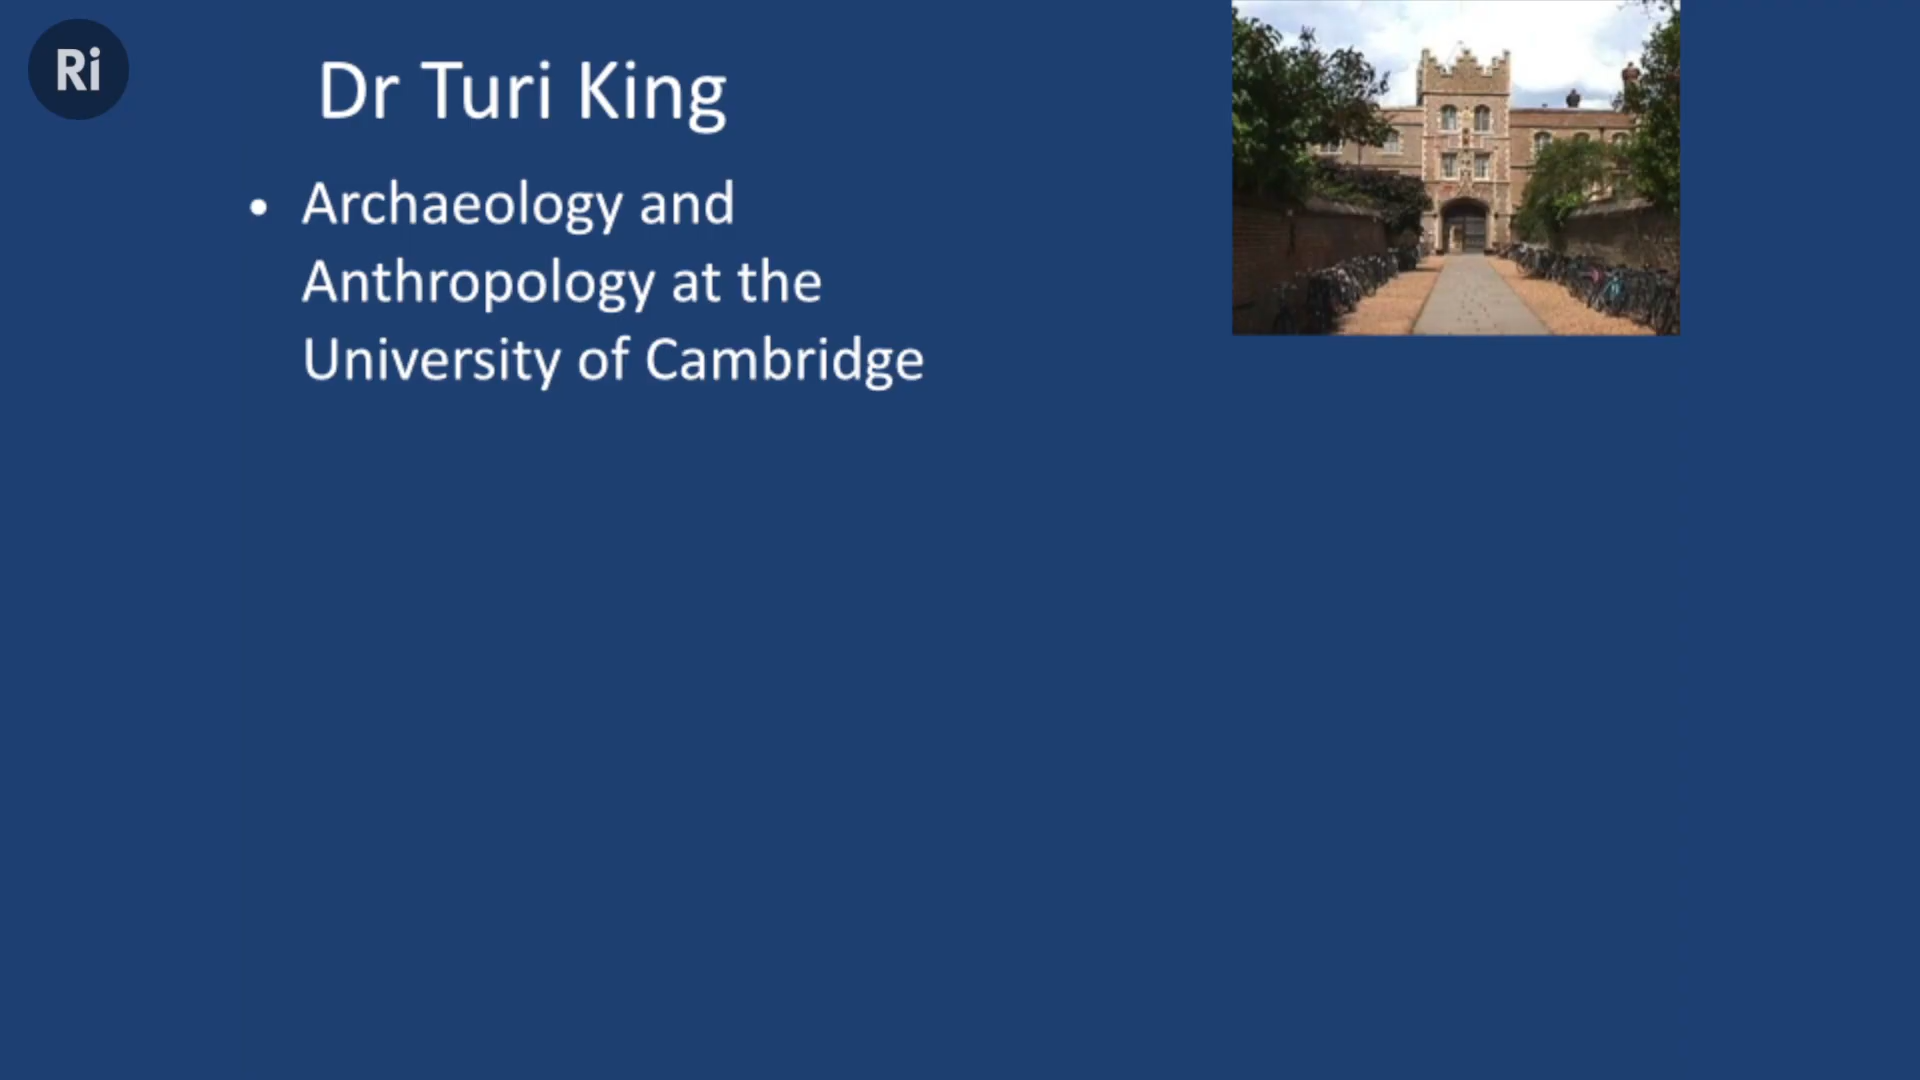 Ri
Dr Turi King
• Archaeology and
Anthropology at the
University of Cambridge